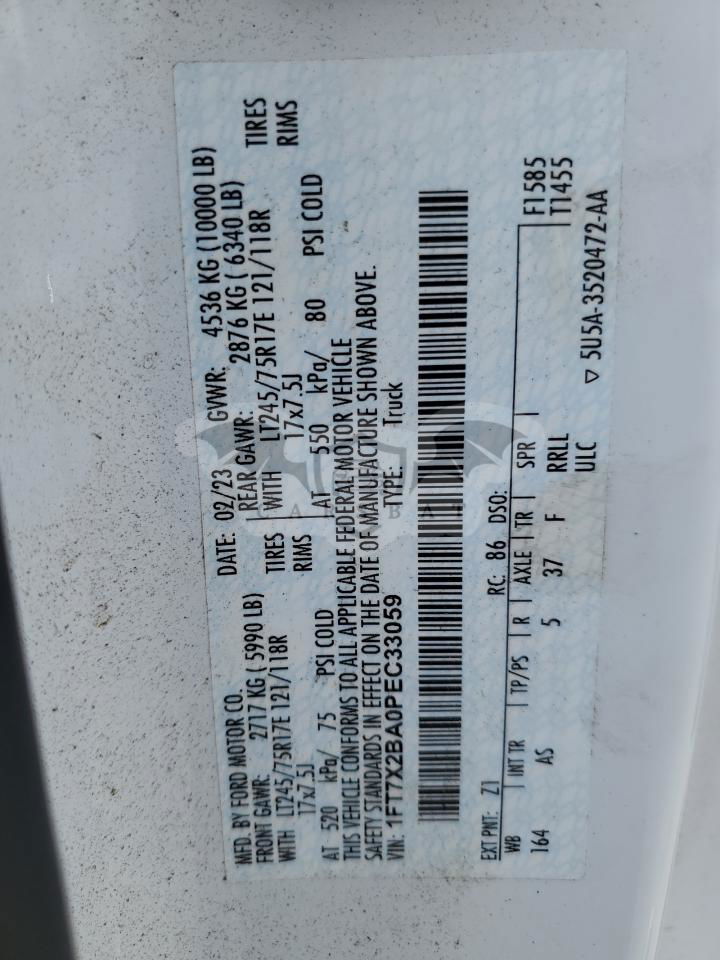 MFD. BY FORD MOTOR CO.
DATE: 02/23 GVWR: 4536 KG (10000 LB)
FRONT GAWR: 2717 KG ( 5990 LB) REAR GAWR: 2876 KG ( 6340 LB)
WITH LT245/75R17E 121/118R TIRES WITH LT245/75R17E 121/118R TIRES
17x7.5J RIMS 17x7.5J RIMS
AT 520 kPa/ 75 PSI COLD AT 550 kPa/ 80 PSI COLD
THIS VEHICLE CONFORMS TO ALL APPLICABLE FEDERAL MOTOR VEHICLE
SAFETY STANDARDS IN EFFECT ON THE DATE OF MANUFACTURE SHOWN ABOVE.
VIN: 1FT7X2BA0PEC33059 TYPE: Truck
EXT PNT: Z1 RC: 86 DSO:
WB INT TR TP/PS R AXLE TR SPR F1585
164 AS 5 37 F RRLL T1455
ULC ▽ 5U5A-3520472-AA